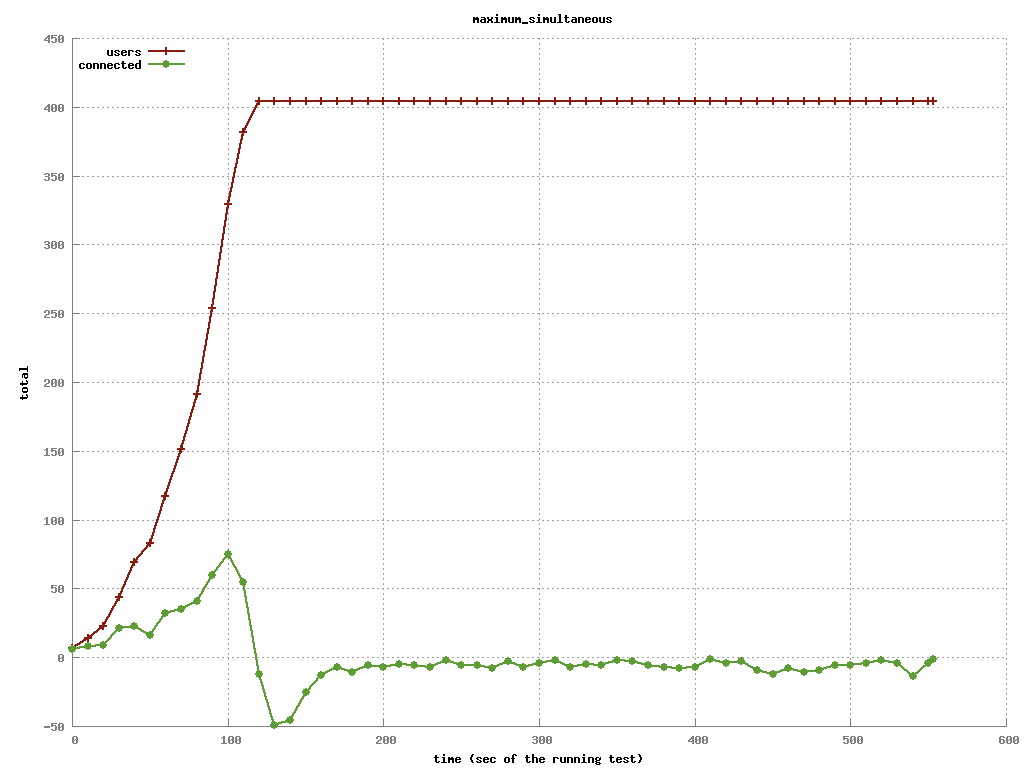 maximum_simultaneous
450
400
350
300
250
200
150
100
50
0
-50
users
connected
total
0 100 200 300 400 500 600
time (sec of the running test)